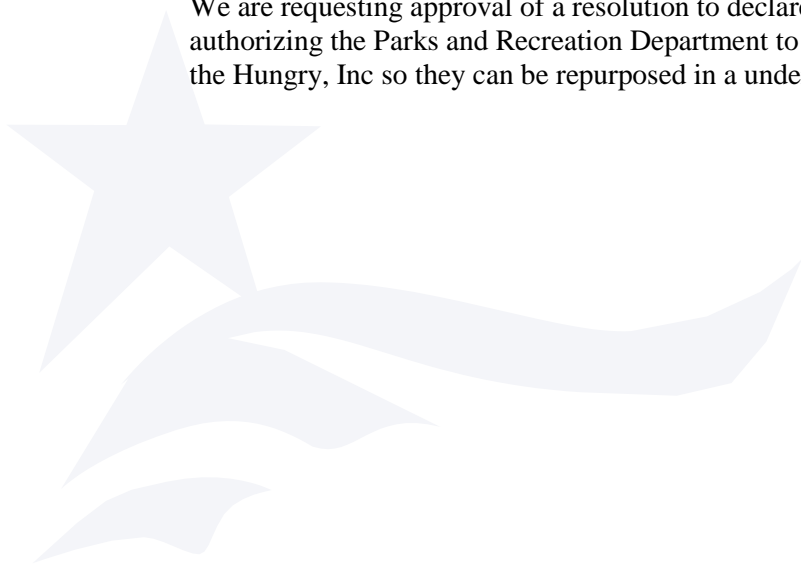 We are requesting approval of a resolution to declare
authorizing the Parks and Recreation Department to
the Hungry, Inc so they can be repurposed in a unde